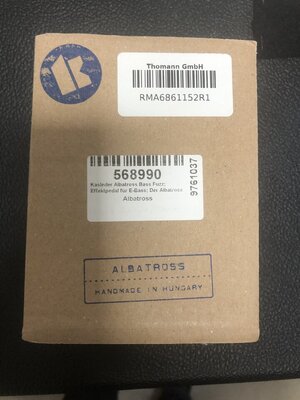 Thomann GmbH
RMA6861152R1
568990
Kasleder Albatross Bass Fuzz;
Effektpedal für E-Bass; Der Albatross
Albatross
9761037
ALBATROSS
HANDMADE IN HUNGARY